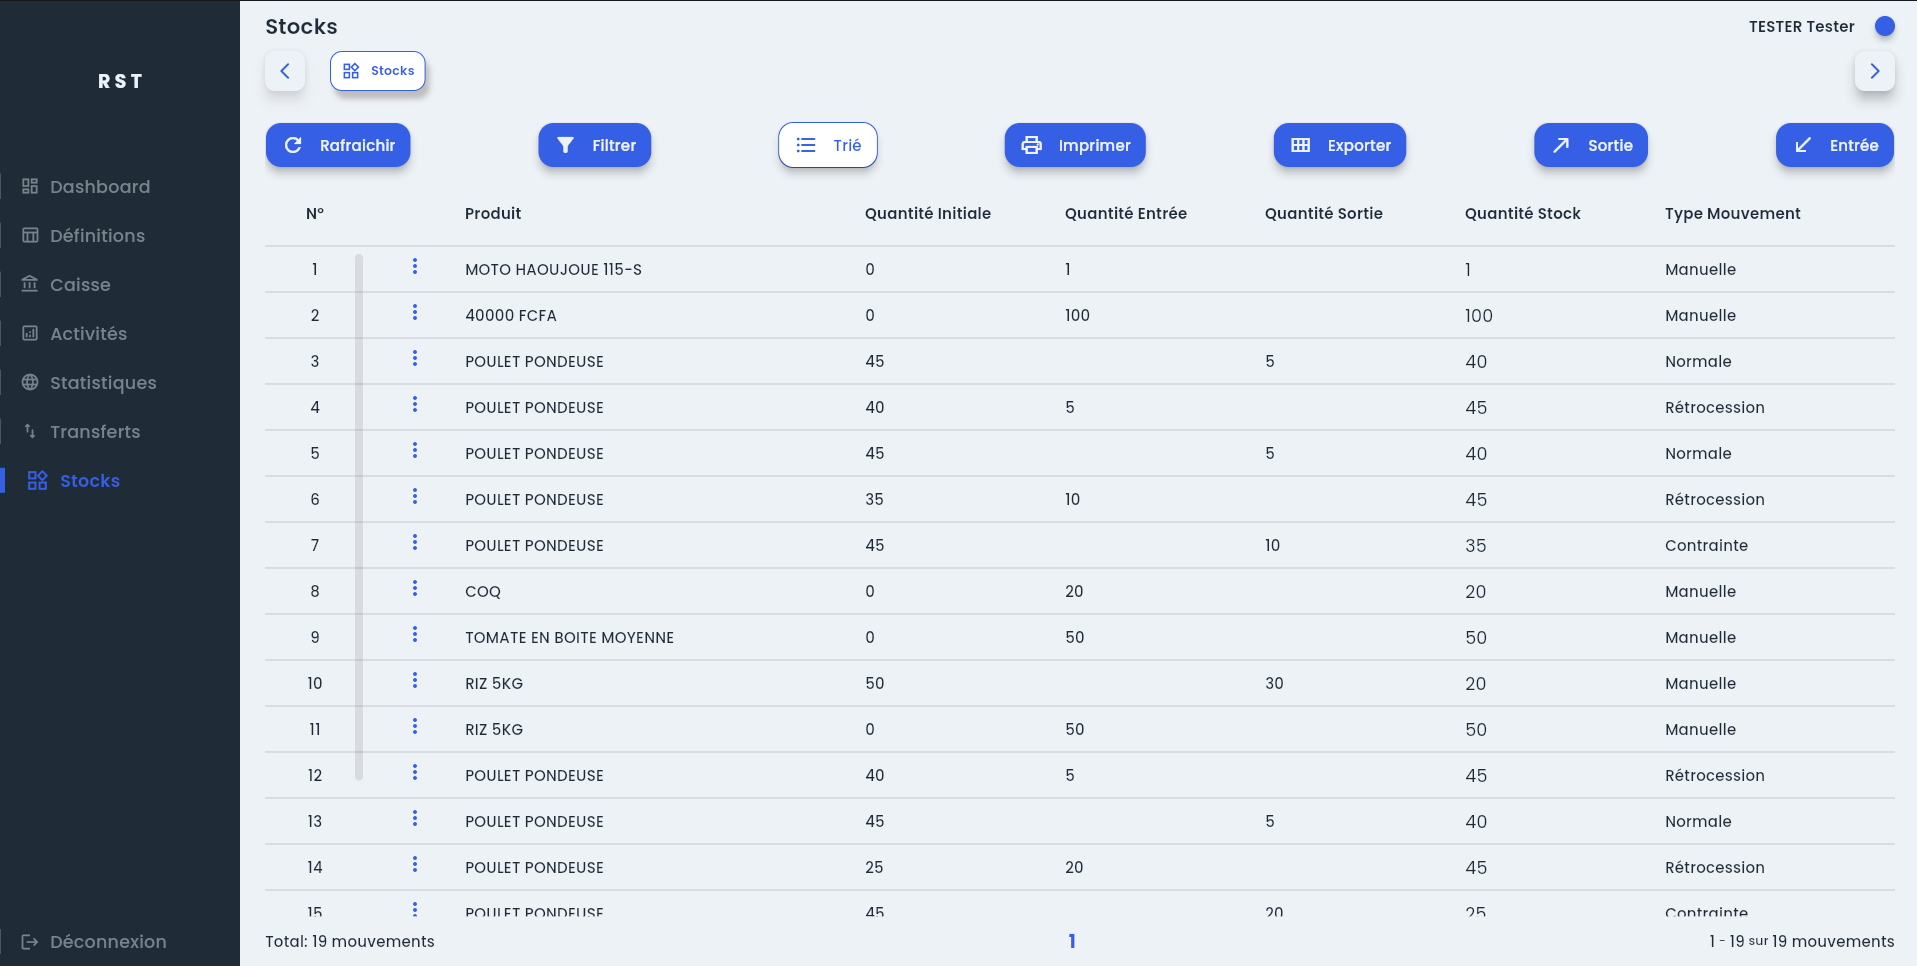 Stocks
TESTER Tester
RST
Stocks
Rafraichir Filtrer Trié Imprimer Exporter Sortie Entrée
Dashboard
Définitions
Caisse
Activités
Statistiques
Transferts
Stocks
Déconnexion
N° Produit Quantité Initiale Quantité Entrée Quantité Sortie Quantité Stock Type Mouvement
1 MOTO HAOUJOUE 115-S 0 1 1 Manuelle
2 40000 FCFA 0 100 100 Manuelle
3 POULET PONDEUSE 45 5 40 Normale
4 POULET PONDEUSE 40 5 45 Rétrocession
5 POULET PONDEUSE 45 5 40 Normale
6 POULET PONDEUSE 35 10 45 Rétrocession
7 POULET PONDEUSE 45 10 35 Contrainte
8 COQ 0 20 20 Manuelle
9 TOMATE EN BOITE MOYENNE 0 50 50 Manuelle
10 RIZ 5KG 50 30 20 Manuelle
11 RIZ 5KG 0 50 50 Manuelle
12 POULET PONDEUSE 40 5 45 Rétrocession
13 POULET PONDEUSE 45 5 40 Normale
14 POULET PONDEUSE 25 20 45 Rétrocession
15 POULET PONDEUSE 45 20 25 Contrainte
Total: 19 mouvements 1 1 - 19 sur 19 mouvements